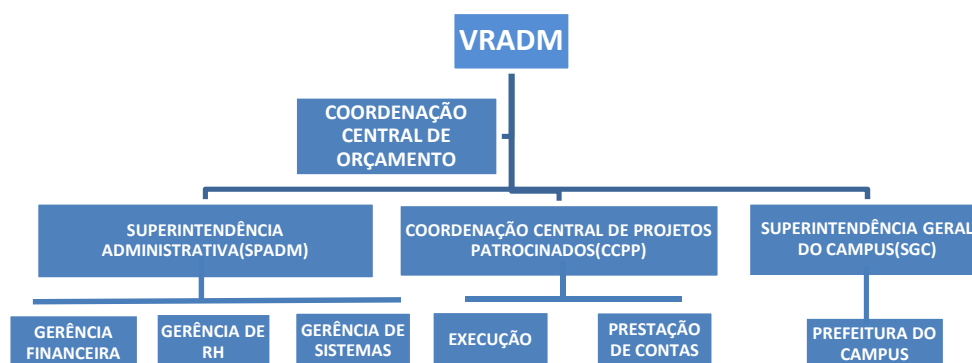 VRADM
COORDENAÇÃO
CENTRAL DE
ORÇAMENTO
SUPERINTENDÊNCIA
ADMINISTRATIVA(SPADM)
COORDENAÇÃO CENTRAL DE PROJETOS
PATROCINADOS(CCPP)
SUPERINTENDÊNCIA GERAL
DO CAMPUS(SGC)
GERÊNCIA
FINANCEIRA
GERÊNCIA DE
RH
GERÊNCIA DE
SISTEMAS
EXECUÇÃO
PRESTAÇÃO
DE CONTAS
PREFEITURA DO
CAMPUS